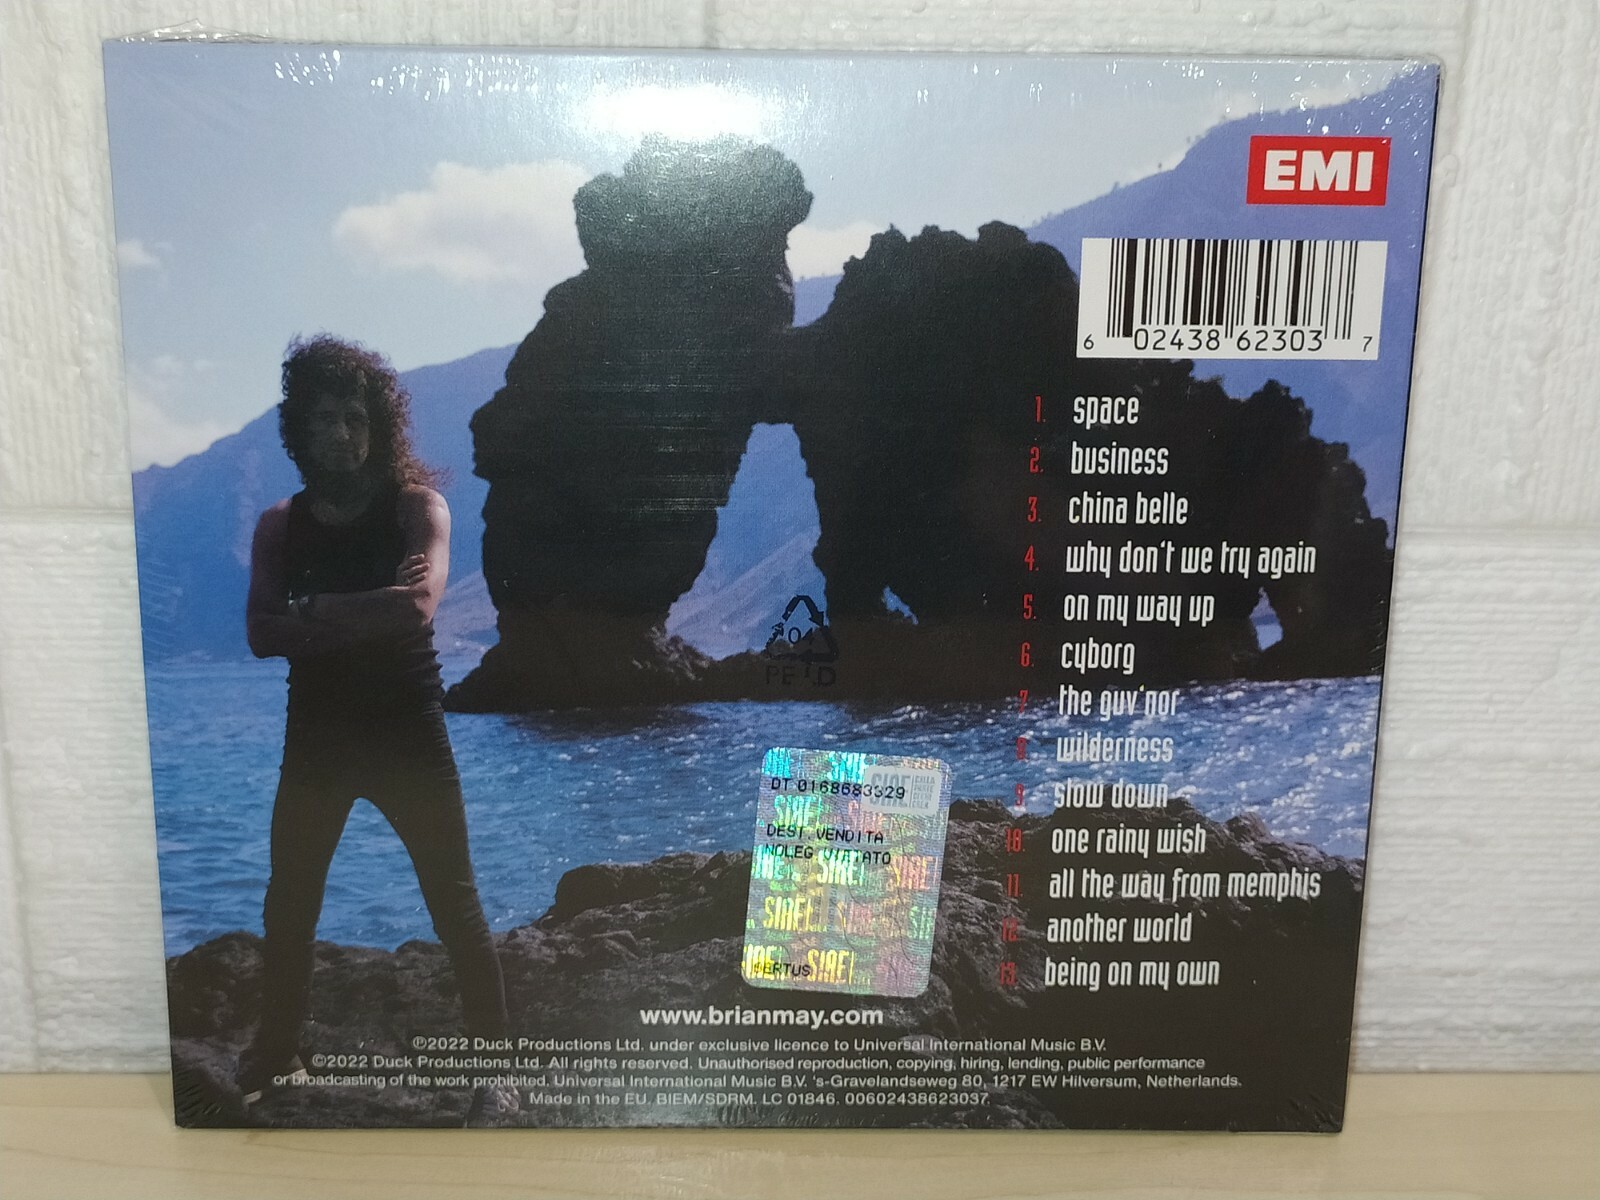 EMI
6 02438 62303 7
1. space
2. business
3. china belle
4. why don't we try again
5. on my way up
6. cyborg
7 the guv'nor
8 wilderness
9 slow down
10. one rainy wish
11. all the way from memphis
12 another world
13. being on my own
04
DT 0168683329
SIAE
DEST. VENDITA
NOLEG. VIETATO
www.brianmay.com
℗2022 Duck Productions Ltd. under exclusive licence to Universal International Music B.V.
©2022 Duck Productions Ltd. All rights reserved. Unauthorised reproduction, copying, hiring, lending, public performance
or broadcasting of the work prohibited. Universal International Music B.V. 's-Gravelandseweg 80, 1217 EW Hilversum, Netherlands.
Made in the EU. BIEM/SDRM. LC 01846. 00602438623037.